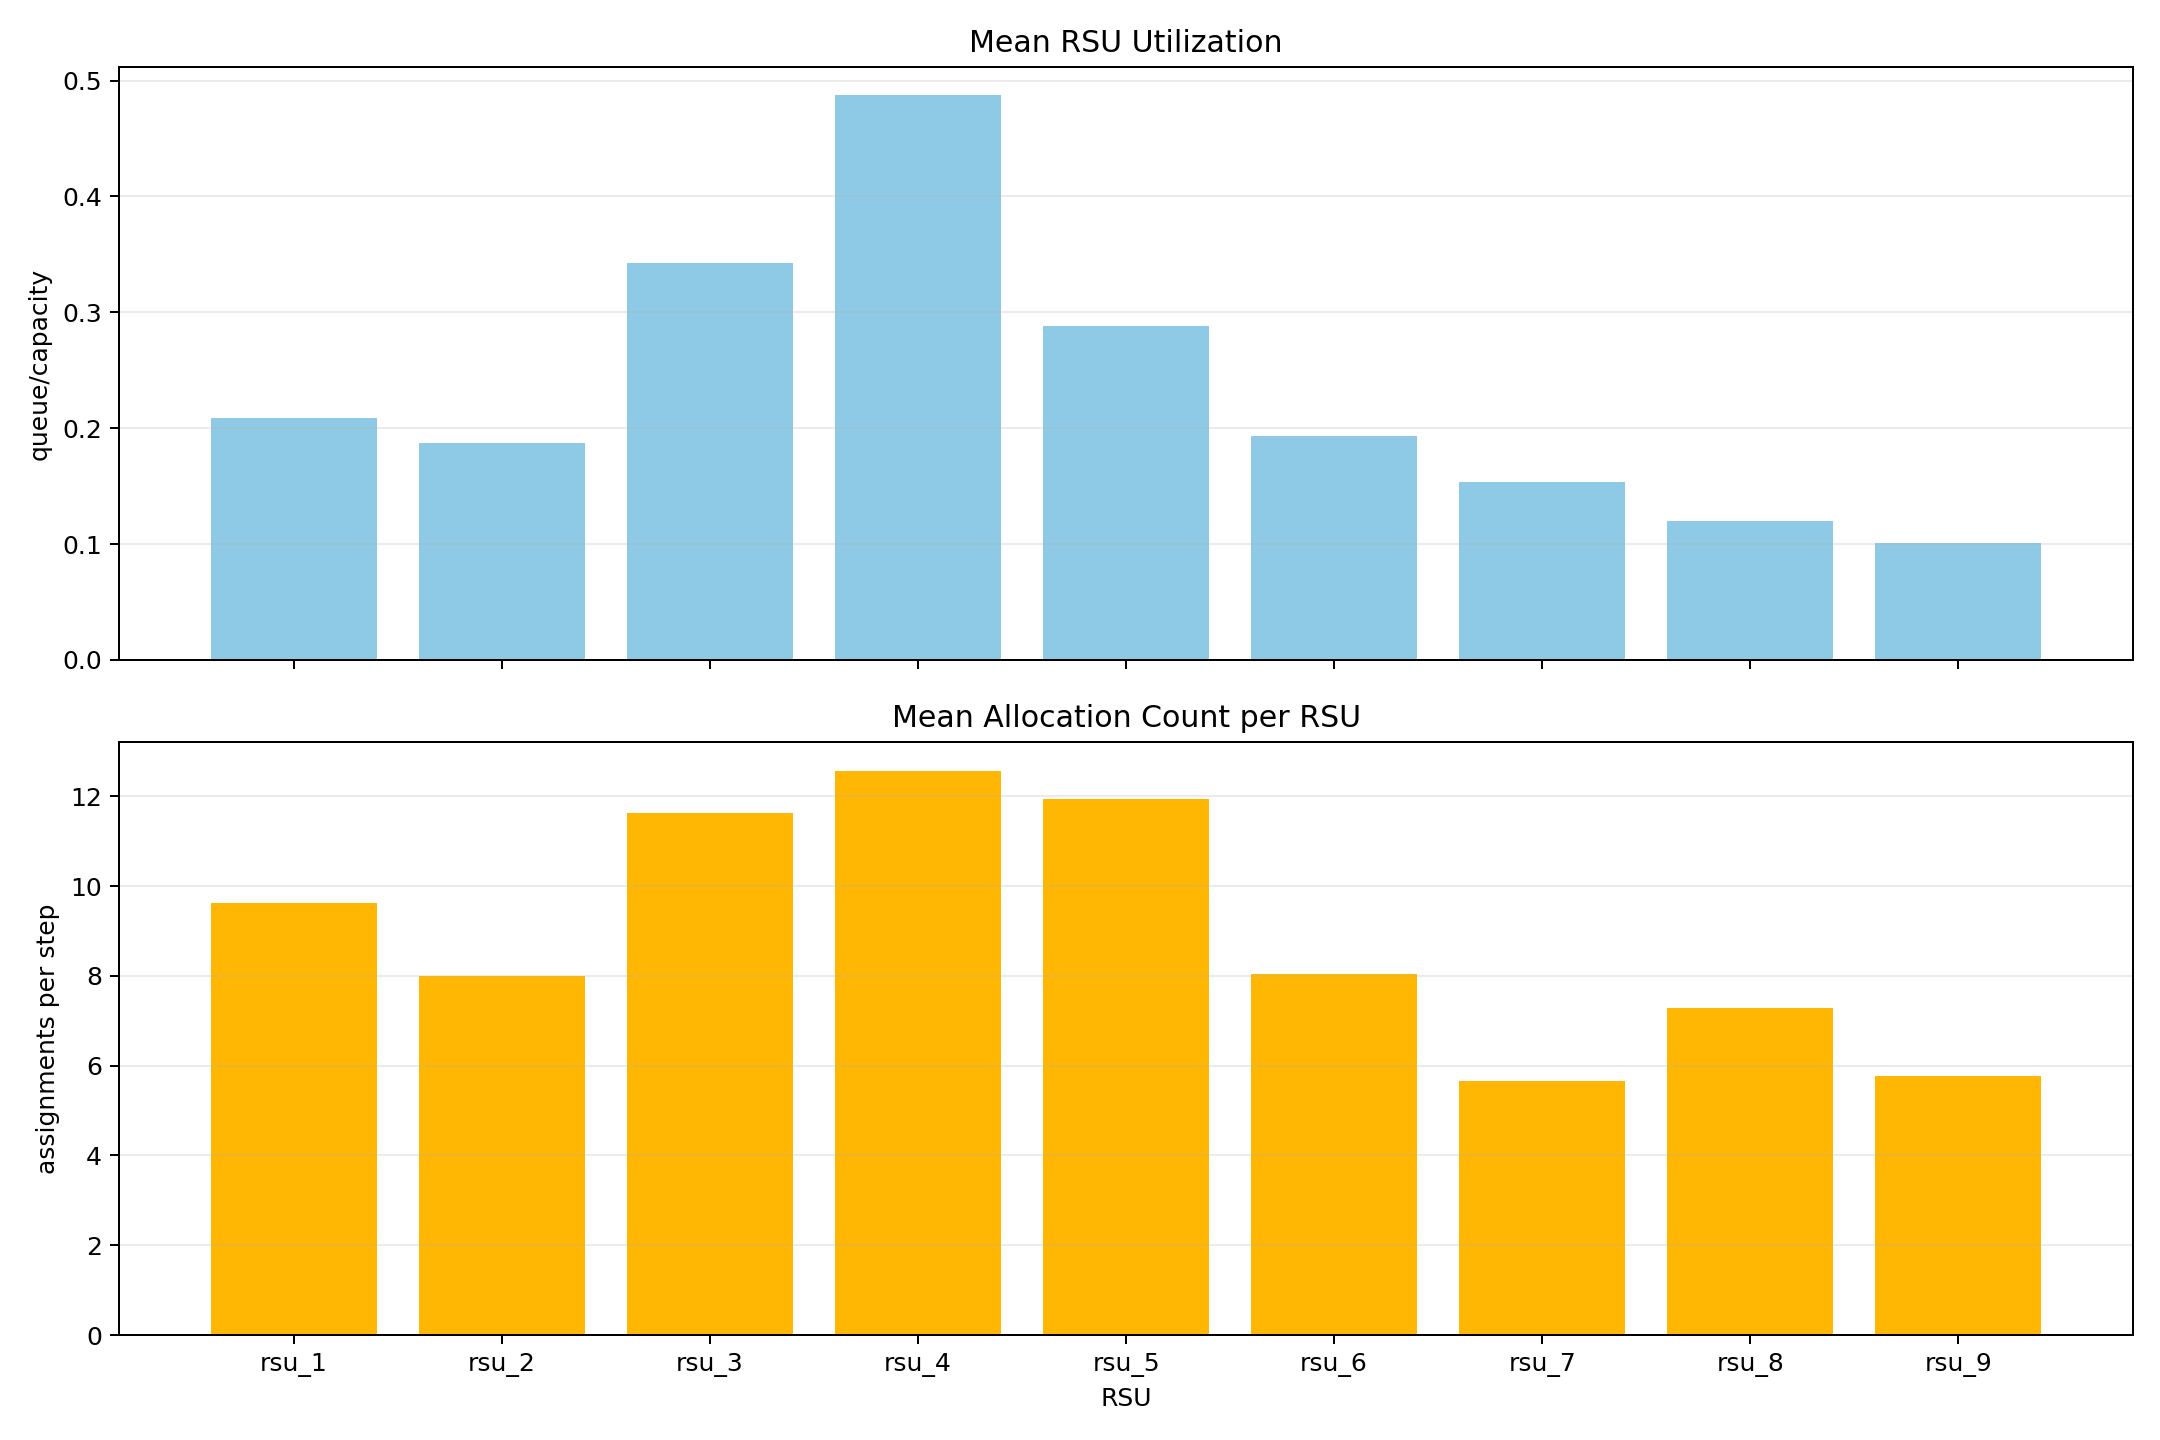 Mean RSU Utilization
0.5
0.4
0.3
0.2
0.1
0.0
queue/capacity
Mean Allocation Count per RSU
12
10
8
6
4
2
0
assignments per step
rsu_1 rsu_2 rsu_3 rsu_4 rsu_5 rsu_6 rsu_7 rsu_8 rsu_9
RSU